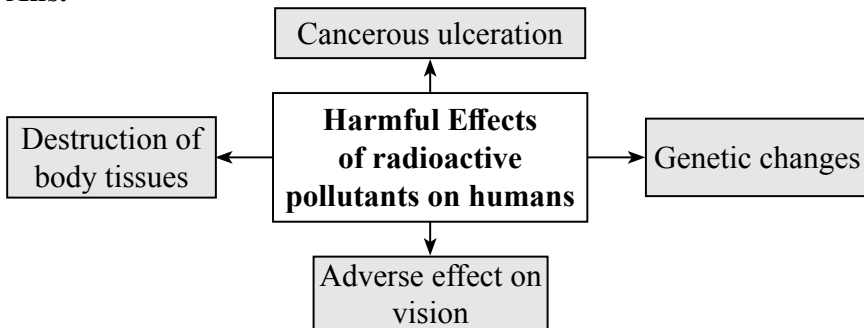 Cancerous ulceration
Harmful Effects
of radioactive
pollutants on humans
Destruction of
body tissues
Genetic changes
Adverse effect on
vision